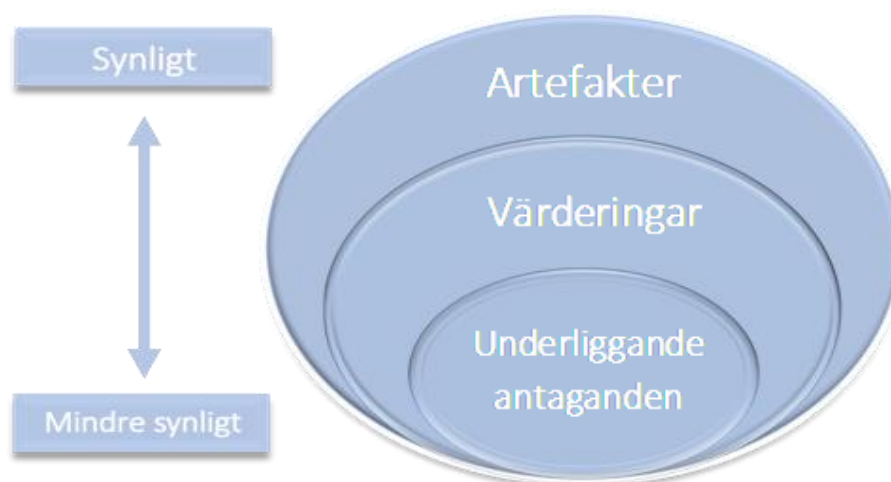 Synligt
Artefakter
Värderingar
Underliggande
antaganden
Mindre synligt